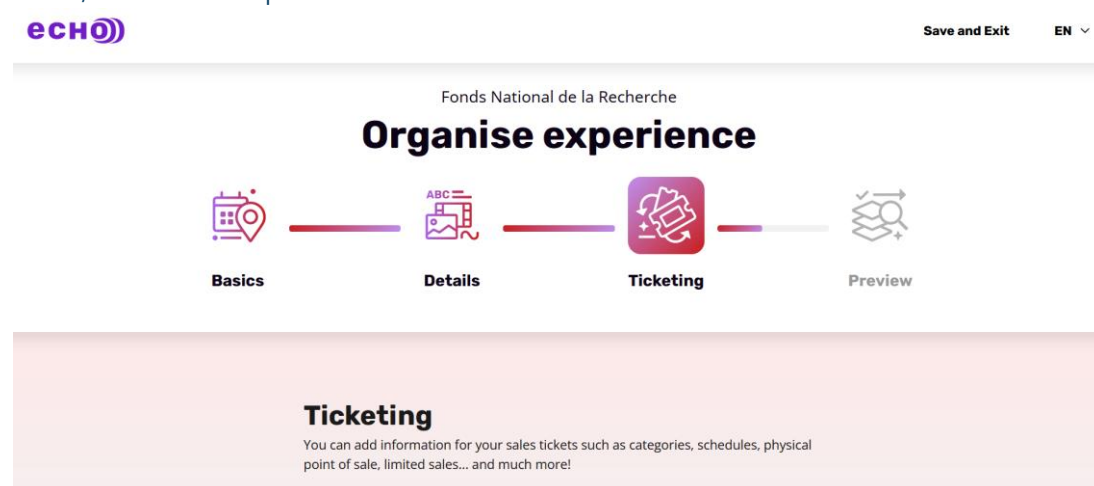 echo
Save and Exit EN
Fonds National de la Recherche
Organise experience
ABC
Basics Details Ticketing Preview
Ticketing
You can add information for your sales tickets such as categories, schedules, physical
point of sale, limited sales... and much more!